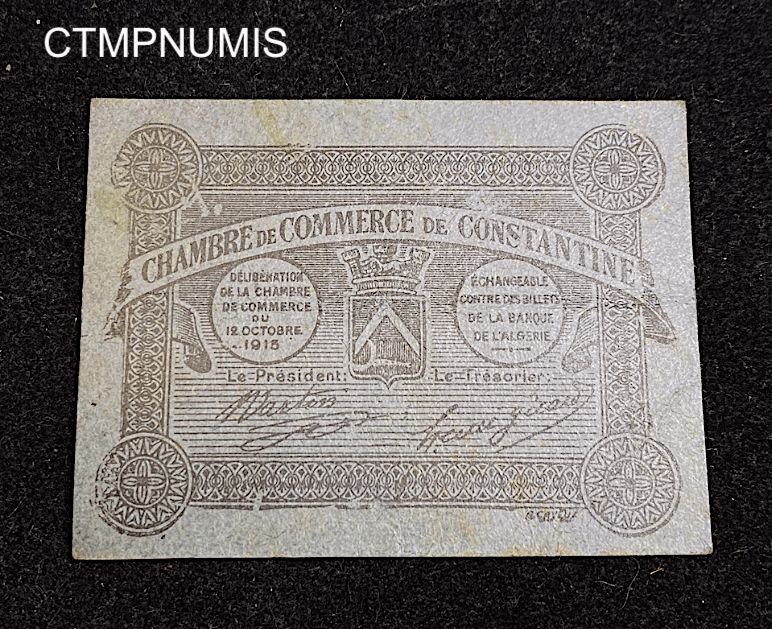 CTMPNUMIS
CHAMBRE DE COMMERCE DE CONSTANTINE
DÉLIBÉRATION
DE LA CHAMBRE
DE COMMERCE
DU
12 OCTOBRE
1915
ÉCHANGEABLE
CONTRE DES BILLETS
DE LA BANQUE
DE L'ALGÉRIE
Le Président:
Le Trésorier: